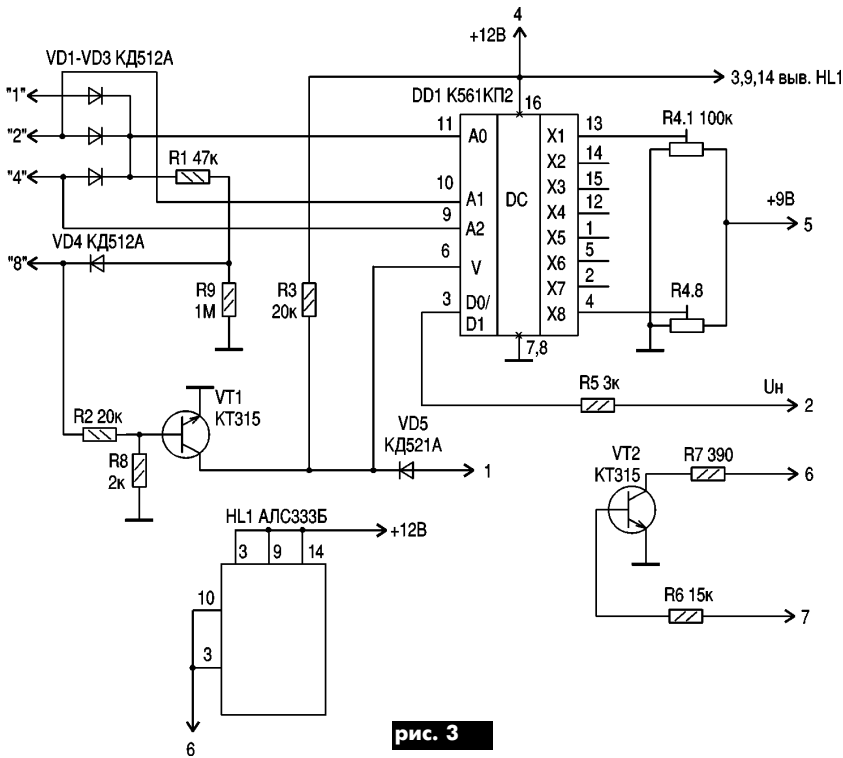 4
+12В
VD1-VD3 КД512А
3,9,14 выв. HL1
"1"
DD1 К561КП2
16
R4.1 100к
"2"
11
A0
X1
13
X2
14
"4"
R1 47к
X3
15
10
A1
DC
X4
12
+9В
9
A2
X5
1
5
VD4 КД512А
6
V
X6
5
"8"
X7
2
R9
1М
R3
20к
3
D0/
D1
X8
4
R4.8
7,8
VT1
КТ315
R5 3к
Uн
2
R2 20к
VD5
КД521А
R8
2к
1
VT2
КТ315
R7 390
6
HL1 АЛС333Б
+12В
3
9
14
10
R6 15к
7
3
6
рис. 3